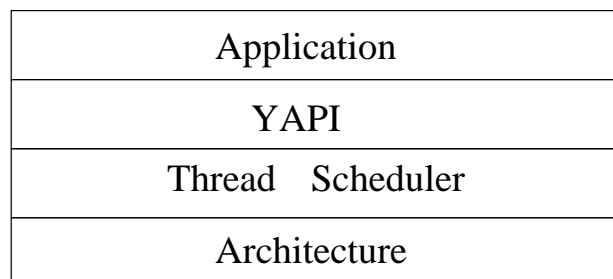 Application
YAPI
Thread Scheduler
Architecture